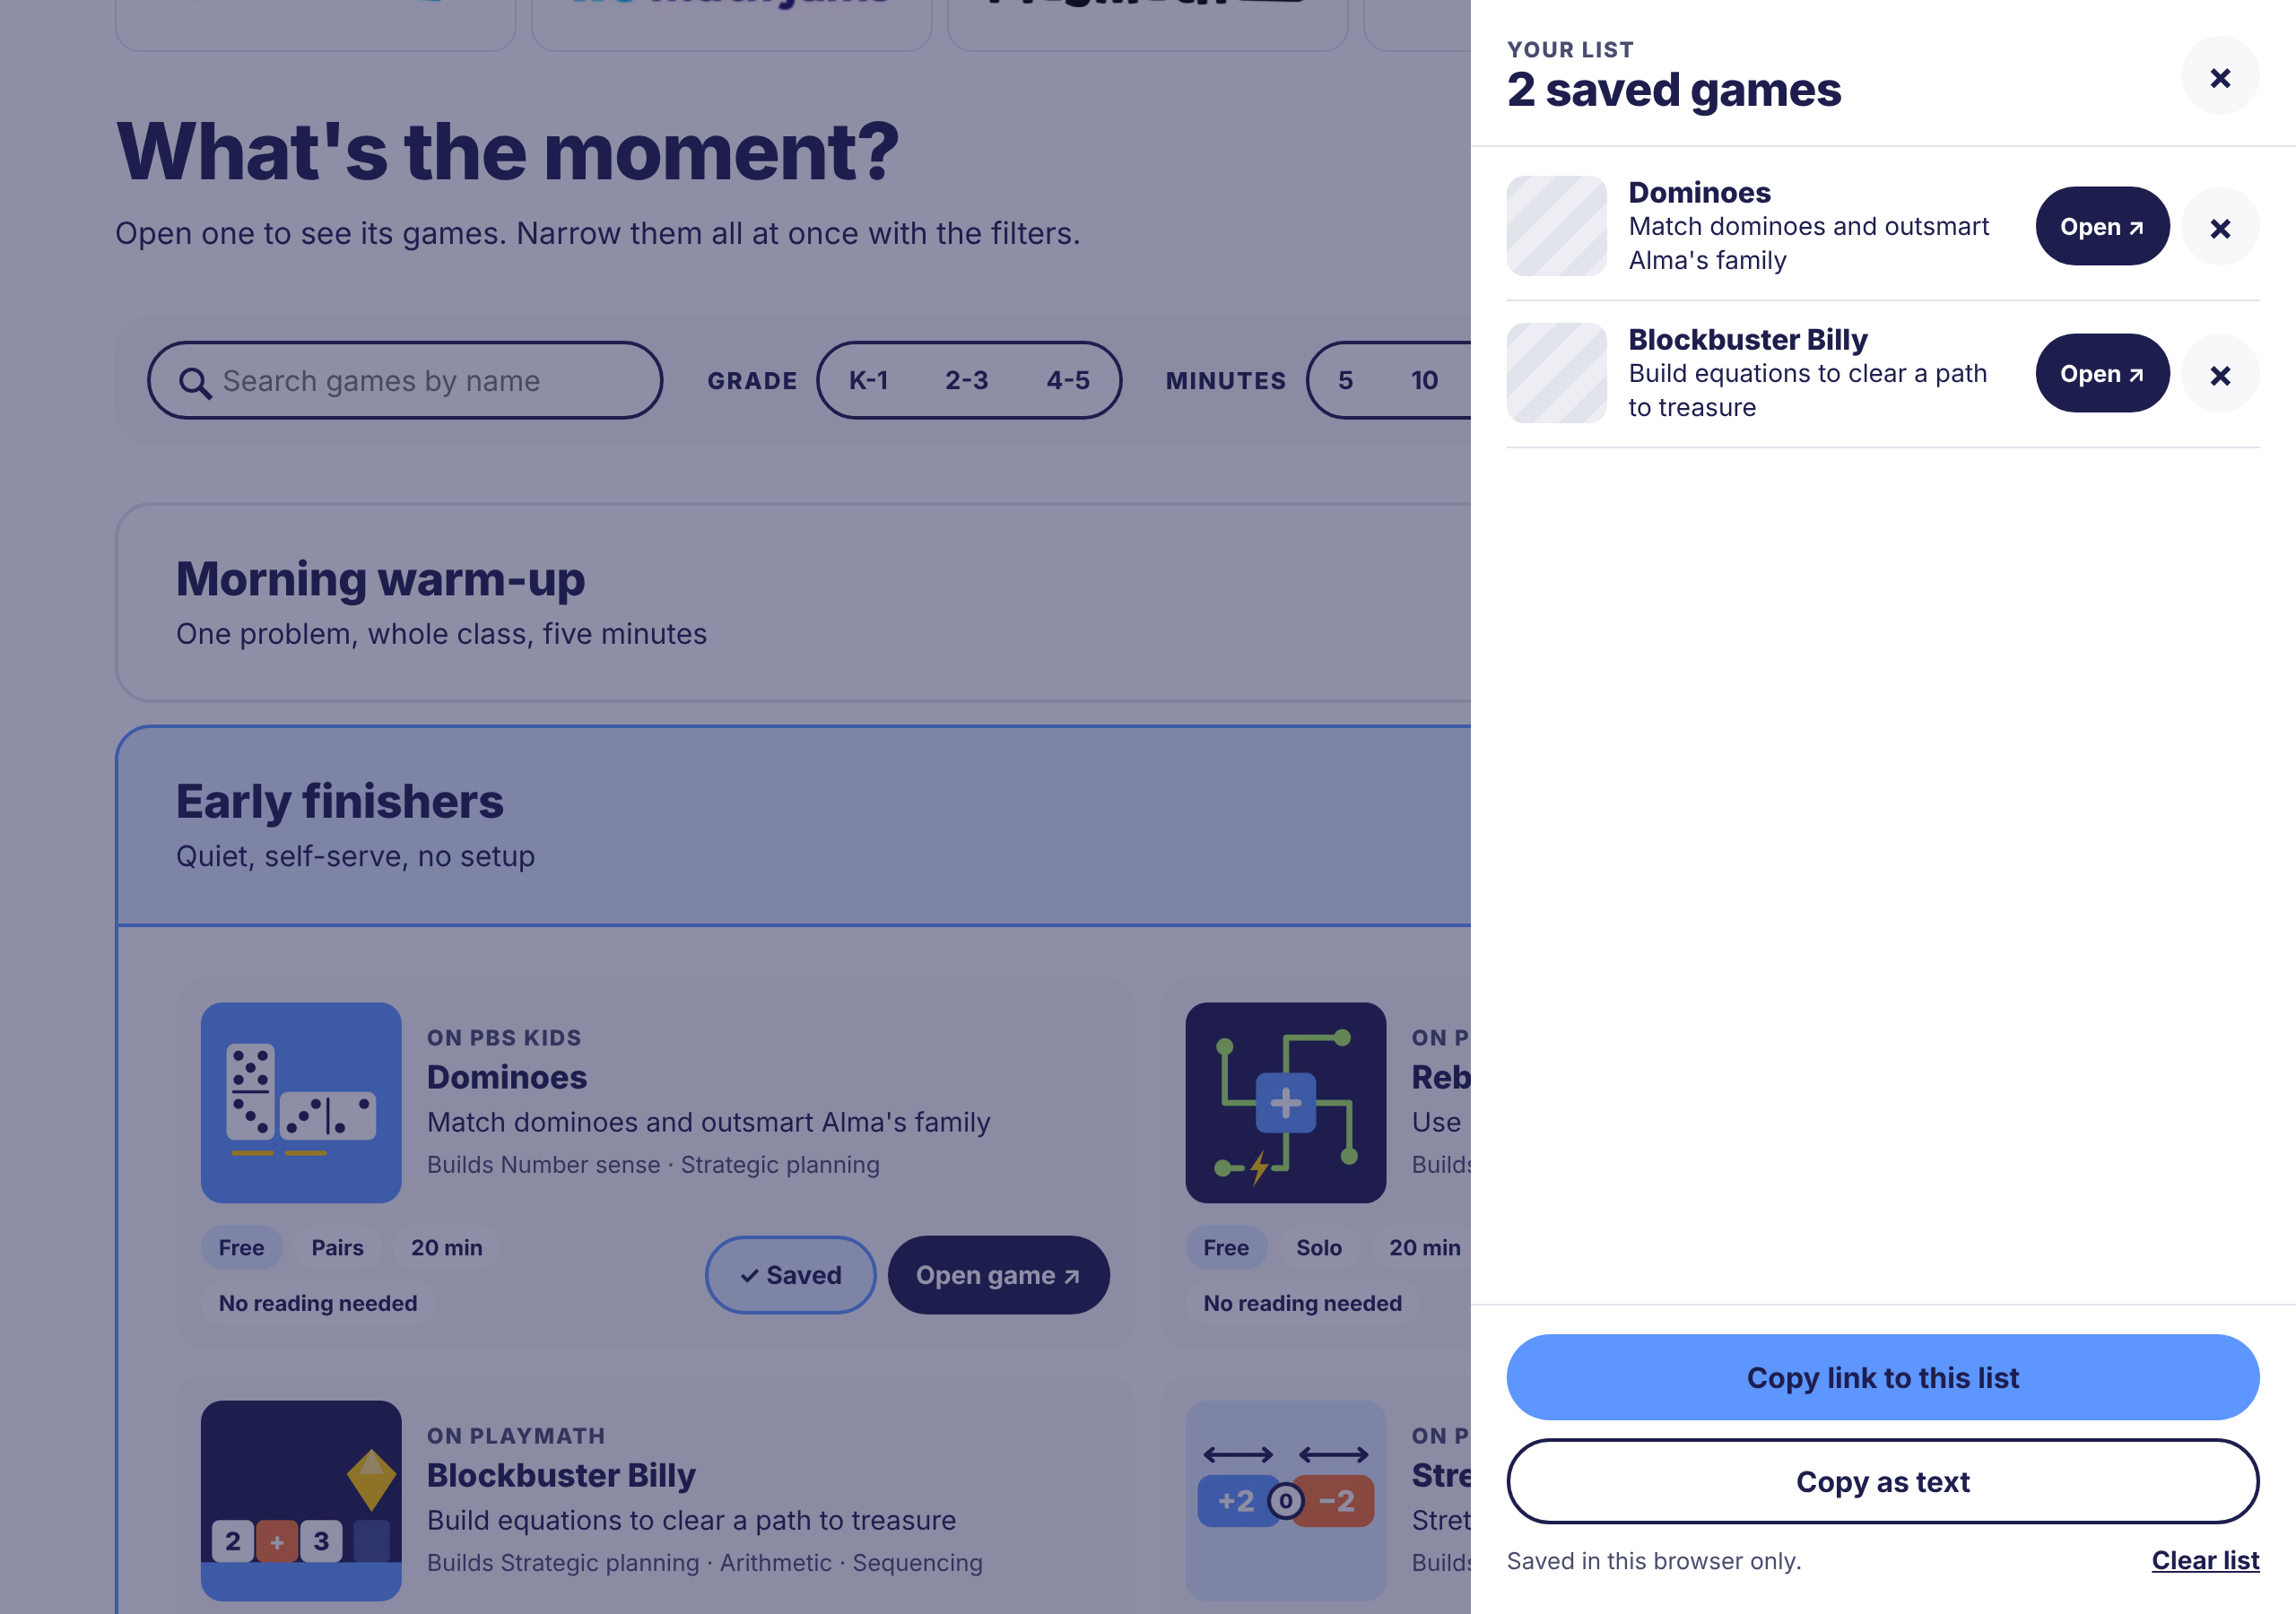 What's the moment?
Open one to see its games. Narrow them all at once with the filters.
Search games by name
GRADE K-1 2-3 4-5 MINUTES 5 10
Morning warm-up
One problem, whole class, five minutes
Early finishers
Quiet, self-serve, no setup
ON PBS KIDS
Dominoes
Match dominoes and outsmart Alma's family
Builds Number sense · Strategic planning
Free Pairs 20 min
No reading needed
✓ Saved
Open game ↗
+
ON P
Reb
Use
Builds
Free Solo 20 min
No reading needed
2 + 3
ON PLAYMATH
Blockbuster Billy
Build equations to clear a path to treasure
Builds Strategic planning · Arithmetic · Sequencing
+2 0 −2
ON P
Stre
Stret
Builds
YOUR LIST
2 saved games
×
Dominoes
Match dominoes and outsmart
Alma's family
Open ↗ ×
Blockbuster Billy
Build equations to clear a path
to treasure
Open ↗ ×
Copy link to this list
Copy as text
Saved in this browser only.
Clear list